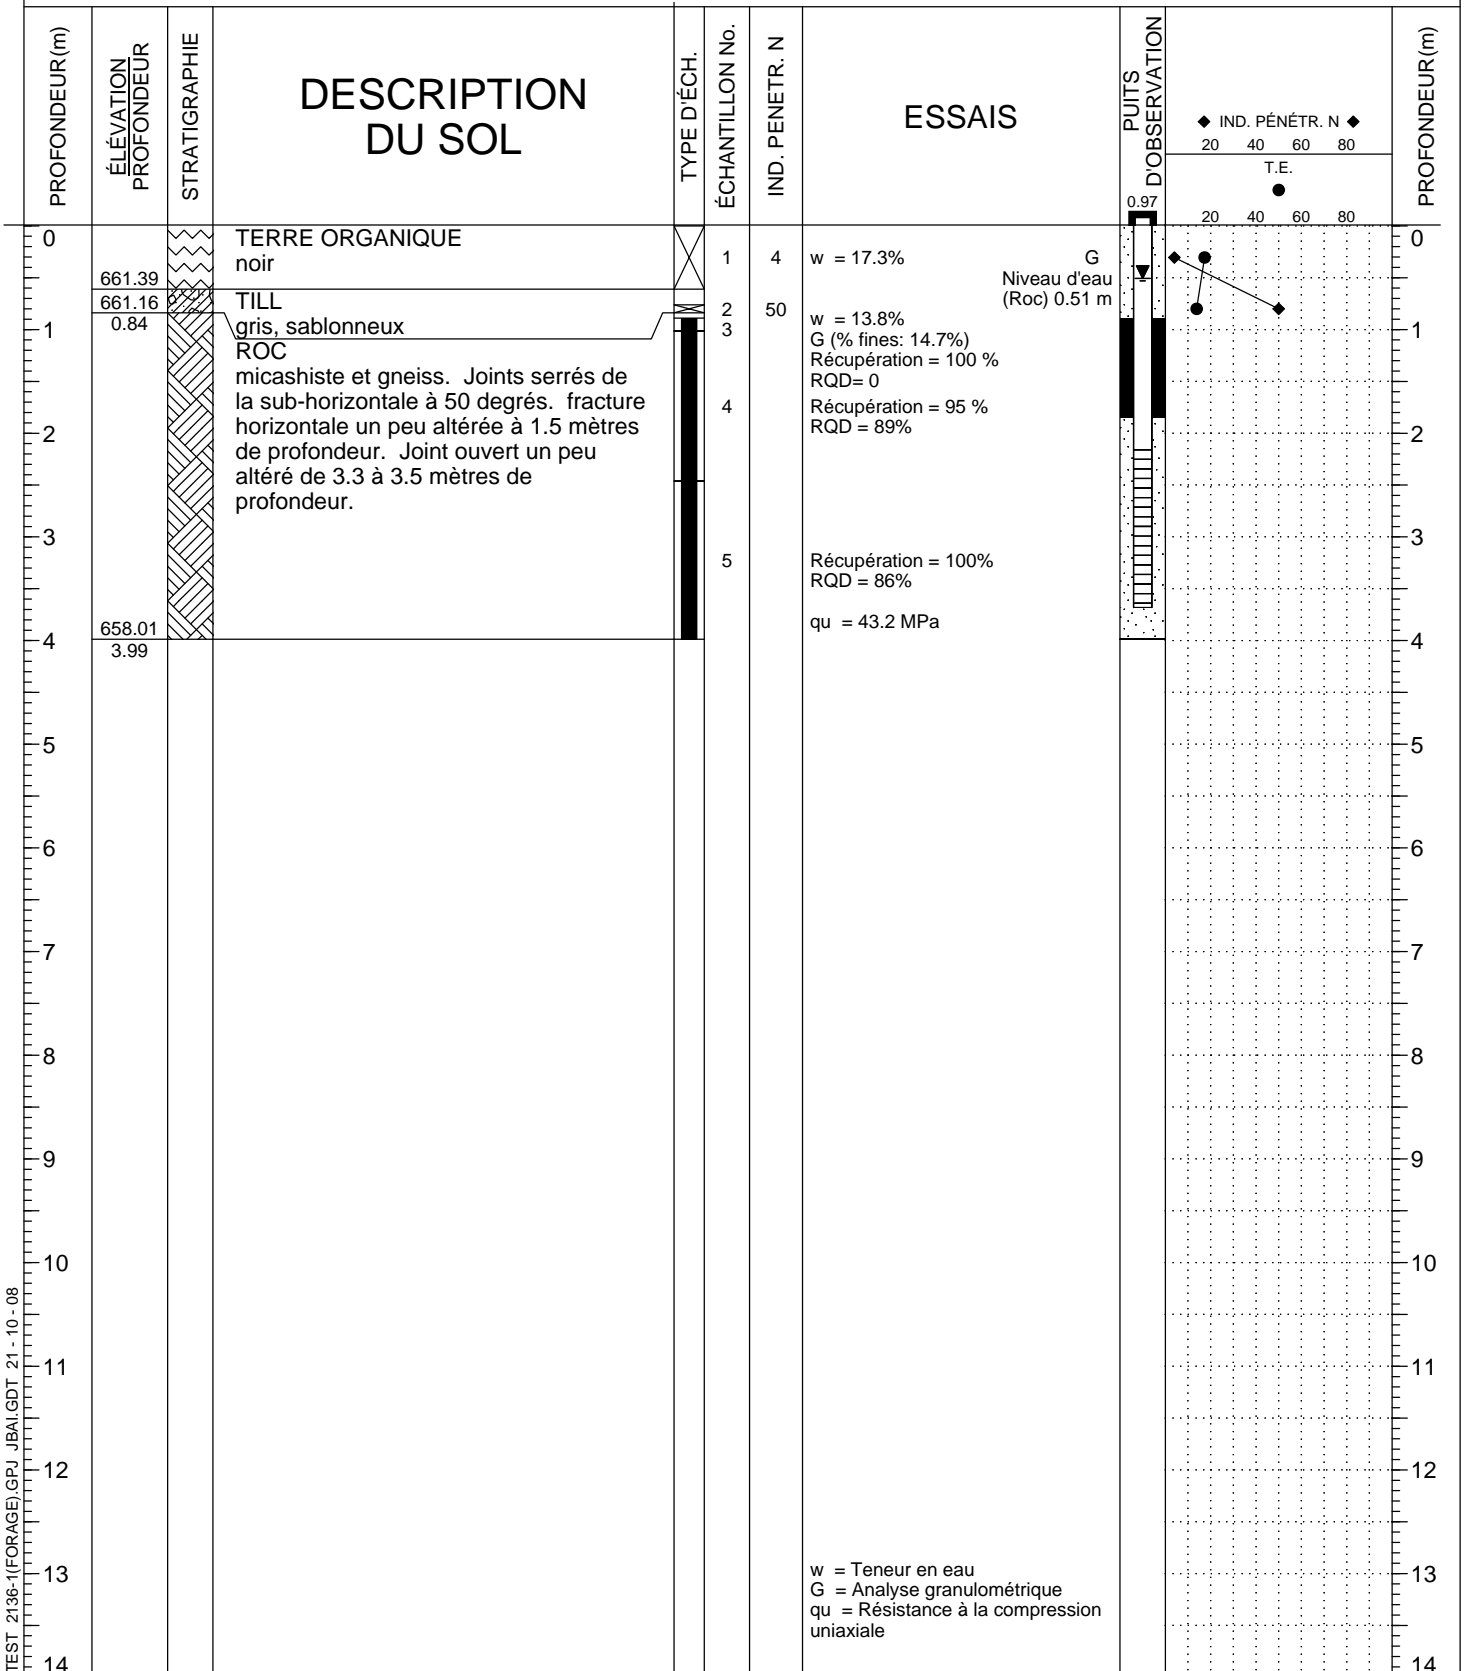 PROFONDEUR(m)
ÉLÉVATION
PROFONDEUR
STRATIGRAPHIE
DESCRIPTION
DU SOL
TYPE D'ÉCH.
ÉCHANTILLON No.
IND. PENETR. N
ESSAIS
PUITS
D'OBSERVATION
0.97
◆ IND. PÉNÉTR. N ◆
20 40 60 80
T.E.
●
20 40 60 80
PROFONDEUR(m)
0 TERRE ORGANIQUE 0
noir 1 4 w = 17.3% G
661.39 Niveau d'eau
661.16 TILL 2 50 (Roc) 0.51 m
0.84 gris, sablonneux 3 w = 13.8%
1 G (% fines: 14.7%) 1
ROC Récupération = 100 %
micashiste et gneiss. Joints serrés de RQD= 0
la sub-horizontale à 50 degrés. fracture 4 Récupération = 95 %
horizontale un peu altérée à 1.5 mètres RQD = 89%
2 de profondeur. Joint ouvert un peu 2
altéré de 3.3 à 3.5 mètres de
profondeur.
3 3
5 Récupération = 100%
RQD = 86%
658.01 qu = 43.2 MPa
4 4
3.99
5 5
6 6
7 7
8 8
9 9
10 10
11 11
12 12
13 w = Teneur en eau 13
G = Analyse granulométrique
qu = Résistance à la compression
uniaxiale
14 14
TEST 2136-1(FORAGE).GPJ JBAI.GDT 21 - 10 - 08